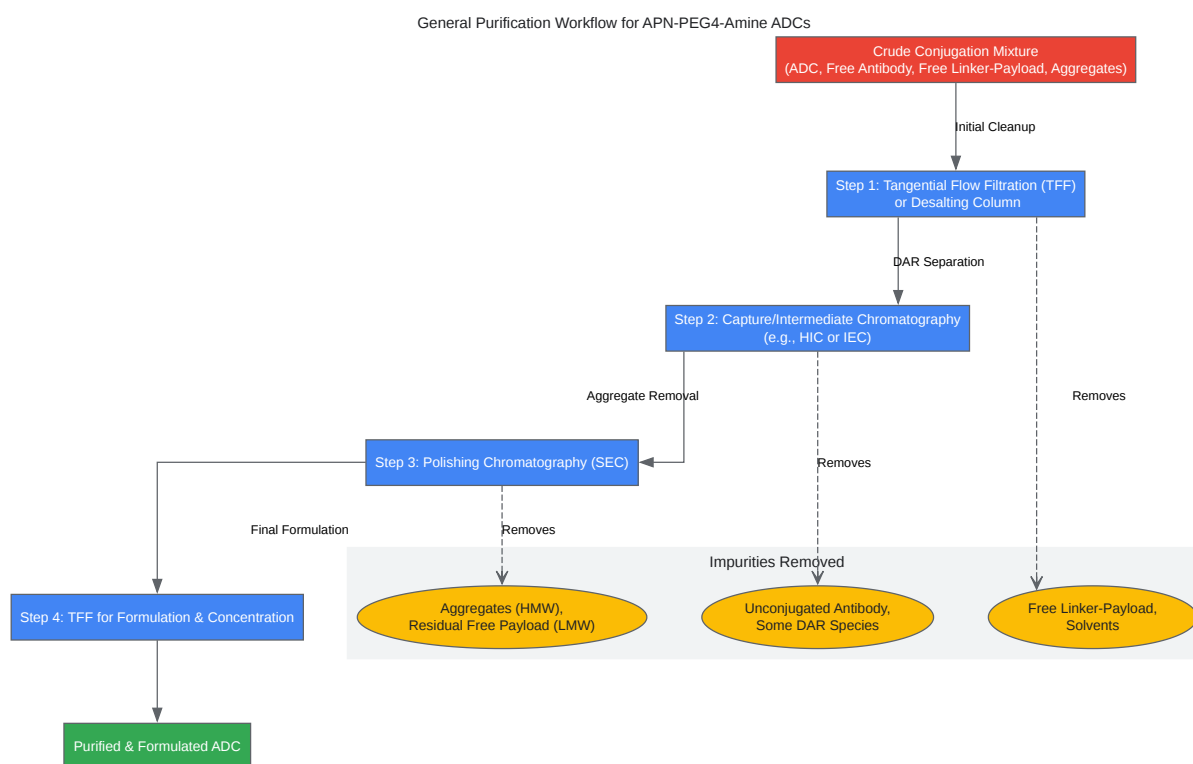 General Purification Workflow for APN-PEG4-Amine ADCs
Crude Conjugation Mixture
(ADC, Free Antibody, Free Linker-Payload, Aggregates)
Initial Cleanup
Step 1: Tangential Flow Filtration (TFF)
or Desalting Column
DAR Separation
Step 2: Capture/Intermediate Chromatography
(e.g., HIC or IEC)
Aggregate Removal
Removes
Step 3: Polishing Chromatography (SEC)
Removes
Final Formulation
Removes
Impurities Removed
Aggregates (HMW),
Residual Free Payload (LMW)
Unconjugated Antibody,
Some DAR Species
Free Linker-Payload,
Solvents
Step 4: TFF for Formulation & Concentration
Purified & Formulated ADC